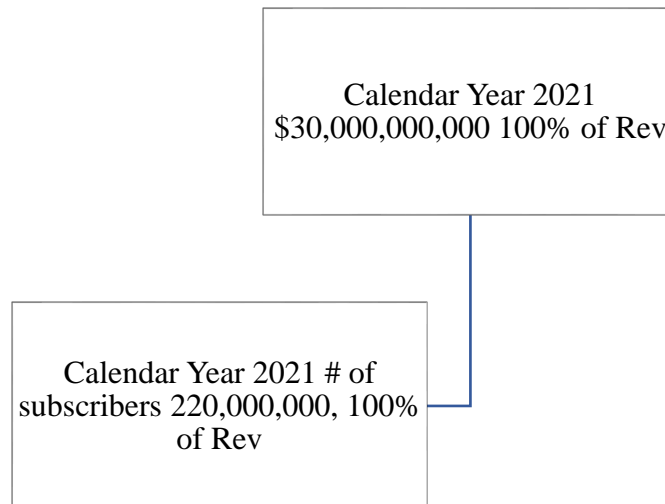 Calendar Year 2021
$30,000,000,000 100% of Rev
Calendar Year 2021 # of
subscribers 220,000,000, 100%
of Rev